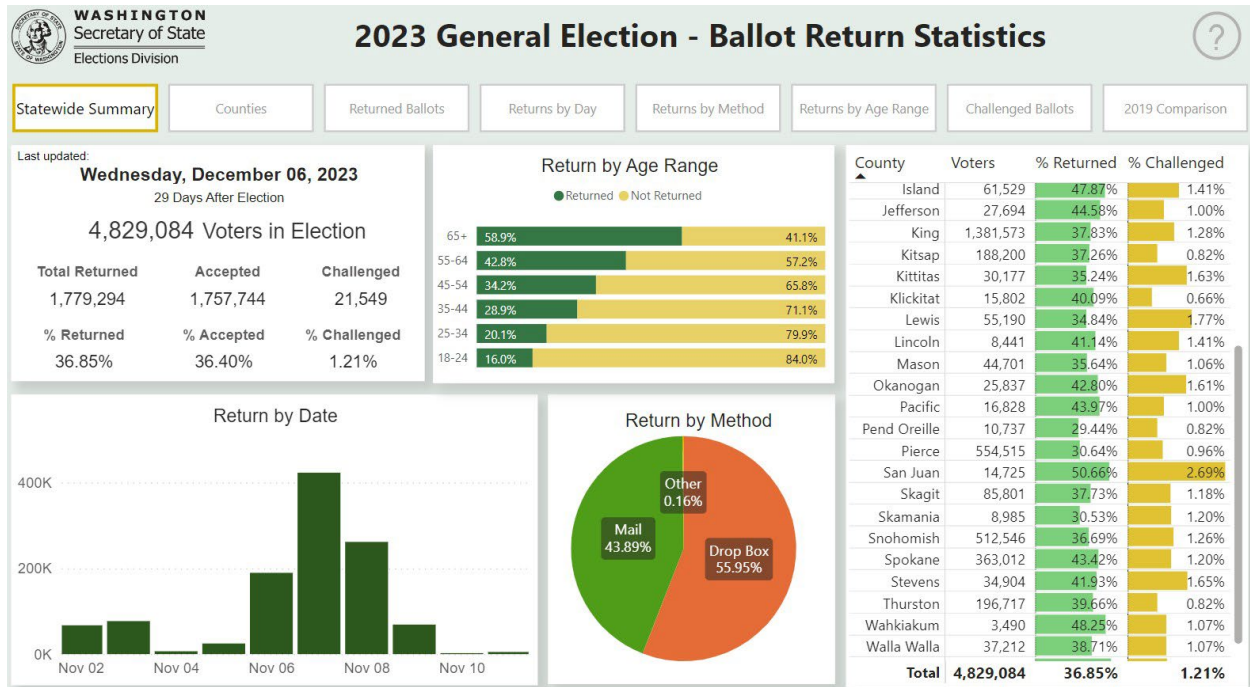 WASHINGTON
Secretary of State
Elections Division
2023 General Election - Ballot Return Statistics
?
Statewide Summary
Counties
Returned Ballots
Returns by Day
Returns by Method
Returns by Age Range
Challenged Ballots
2019 Comparison
Last updated:
Wednesday, December 06, 2023
29 Days After Election
4,829,084 Voters in Election
Total Returned Accepted Challenged
1,779,294 1,757,744 21,549
% Returned % Accepted % Challenged
36.85% 36.40% 1.21%
Return by Age Range
Returned Not Returned
65+ 58.9% 41.1%
55-64 42.8% 57.2%
45-54 34.2% 65.8%
35-44 28.9% 71.1%
25-34 20.1% 79.9%
18-24 16.0% 84.0%
Return by Date
400K
200K
0K
Nov 02 Nov 04 Nov 06 Nov 08 Nov 10
Return by Method
Other
0.16%
Mail
43.89%
Drop Box
55.95%
County Voters % Returned % Challenged
Island 61,529 47.87% 1.41%
Jefferson 27,694 44.58% 1.00%
King 1,381,573 37.83% 1.28%
Kitsap 188,200 37.26% 0.82%
Kittitas 30,177 35.24% 1.63%
Klickitat 15,802 40.09% 0.66%
Lewis 55,190 34.84% 1.77%
Lincoln 8,441 41.14% 1.41%
Mason 44,701 35.64% 1.06%
Okanogan 25,837 42.80% 1.61%
Pacific 16,828 43.97% 1.00%
Pend Oreille 10,737 29.44% 0.82%
Pierce 554,515 30.64% 0.96%
San Juan 14,725 50.66% 2.69%
Skagit 85,801 37.73% 1.18%
Skamania 8,985 30.53% 1.20%
Snohomish 512,546 36.69% 1.26%
Spokane 363,012 43.42% 1.20%
Stevens 34,904 41.93% 1.65%
Thurston 196,717 39.66% 0.82%
Wahkiakum 3,490 48.25% 1.07%
Walla Walla 37,212 38.71% 1.07%
Total 4,829,084 36.85% 1.21%